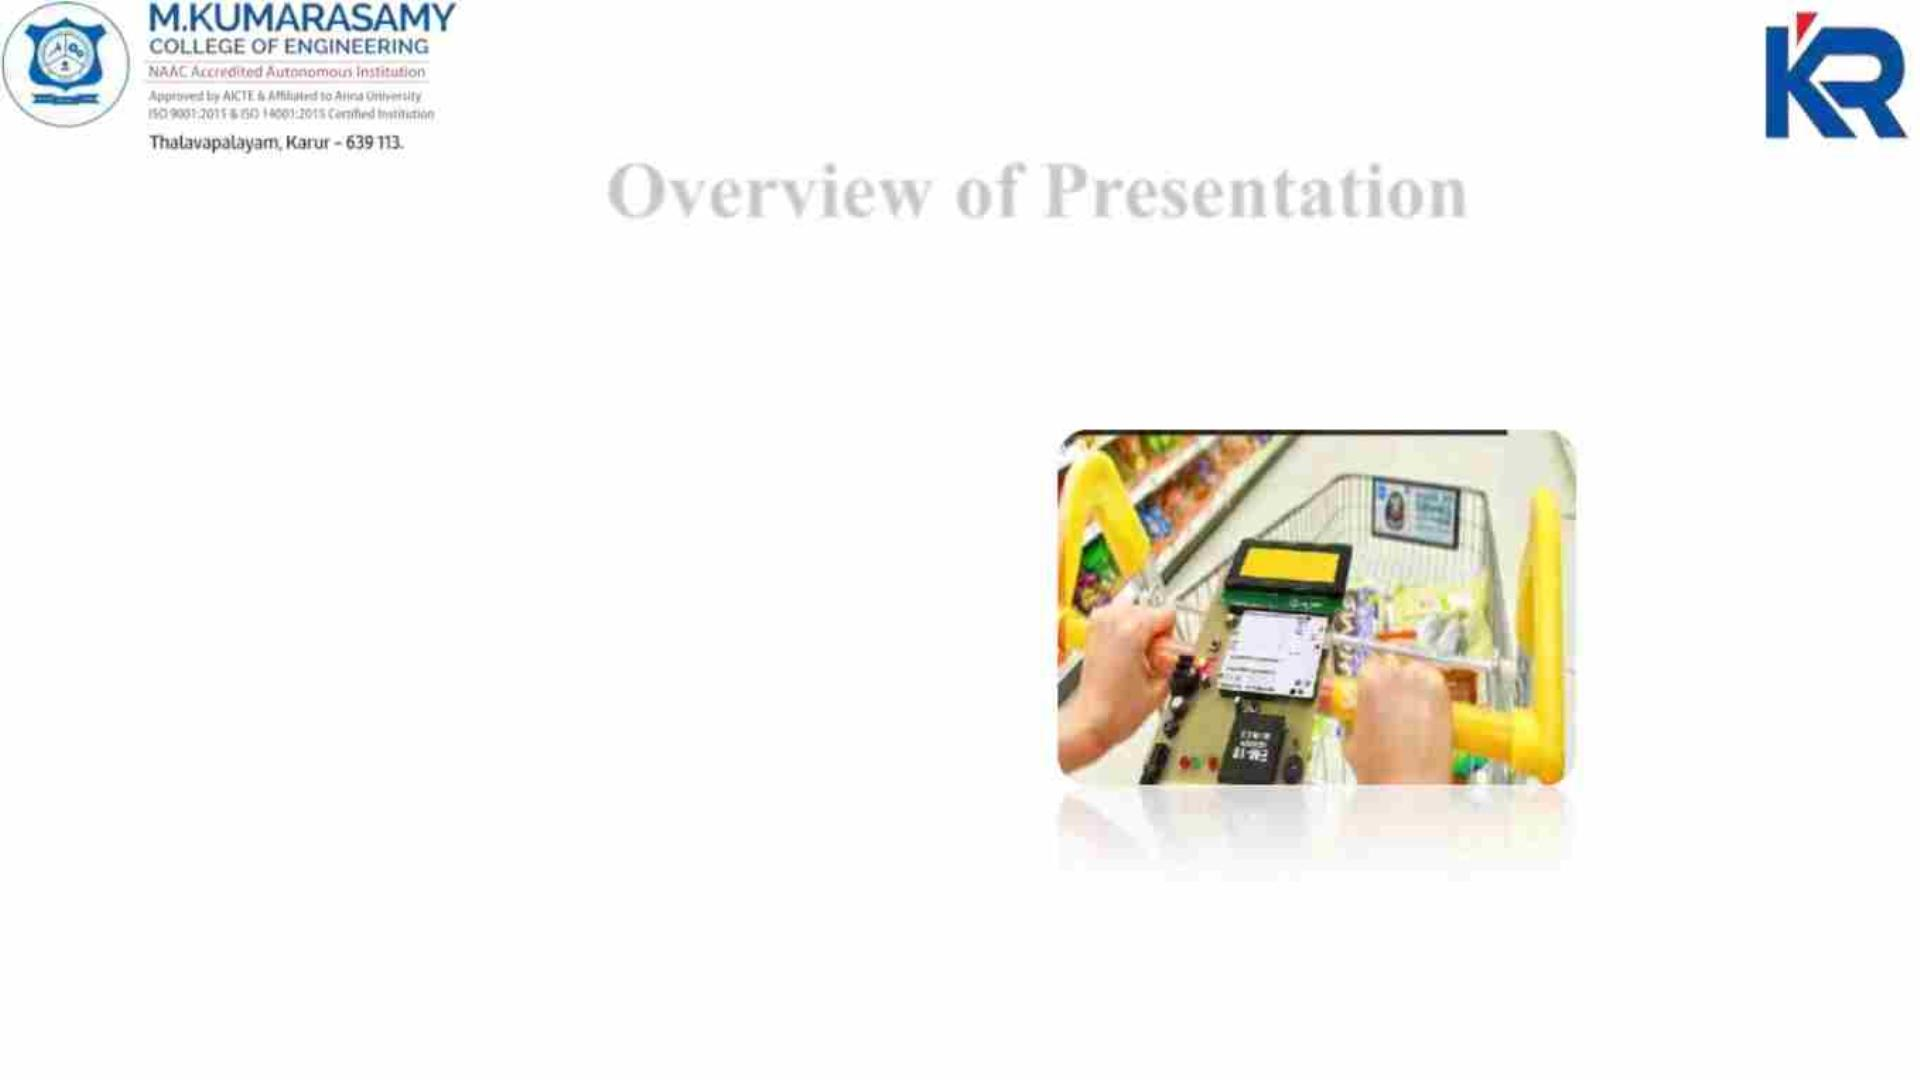 M.KUMARASAMY
COLLEGE OF ENGINEERING
NAAC Accredited Autonomous Institution
Approved by AICTE & Affiliated to Anna University
ISO 9001:2015 & ISO 14001:2015 Certified Institution
Thalavapalayam, Karur – 639 113.
KR
Overview of Presentation